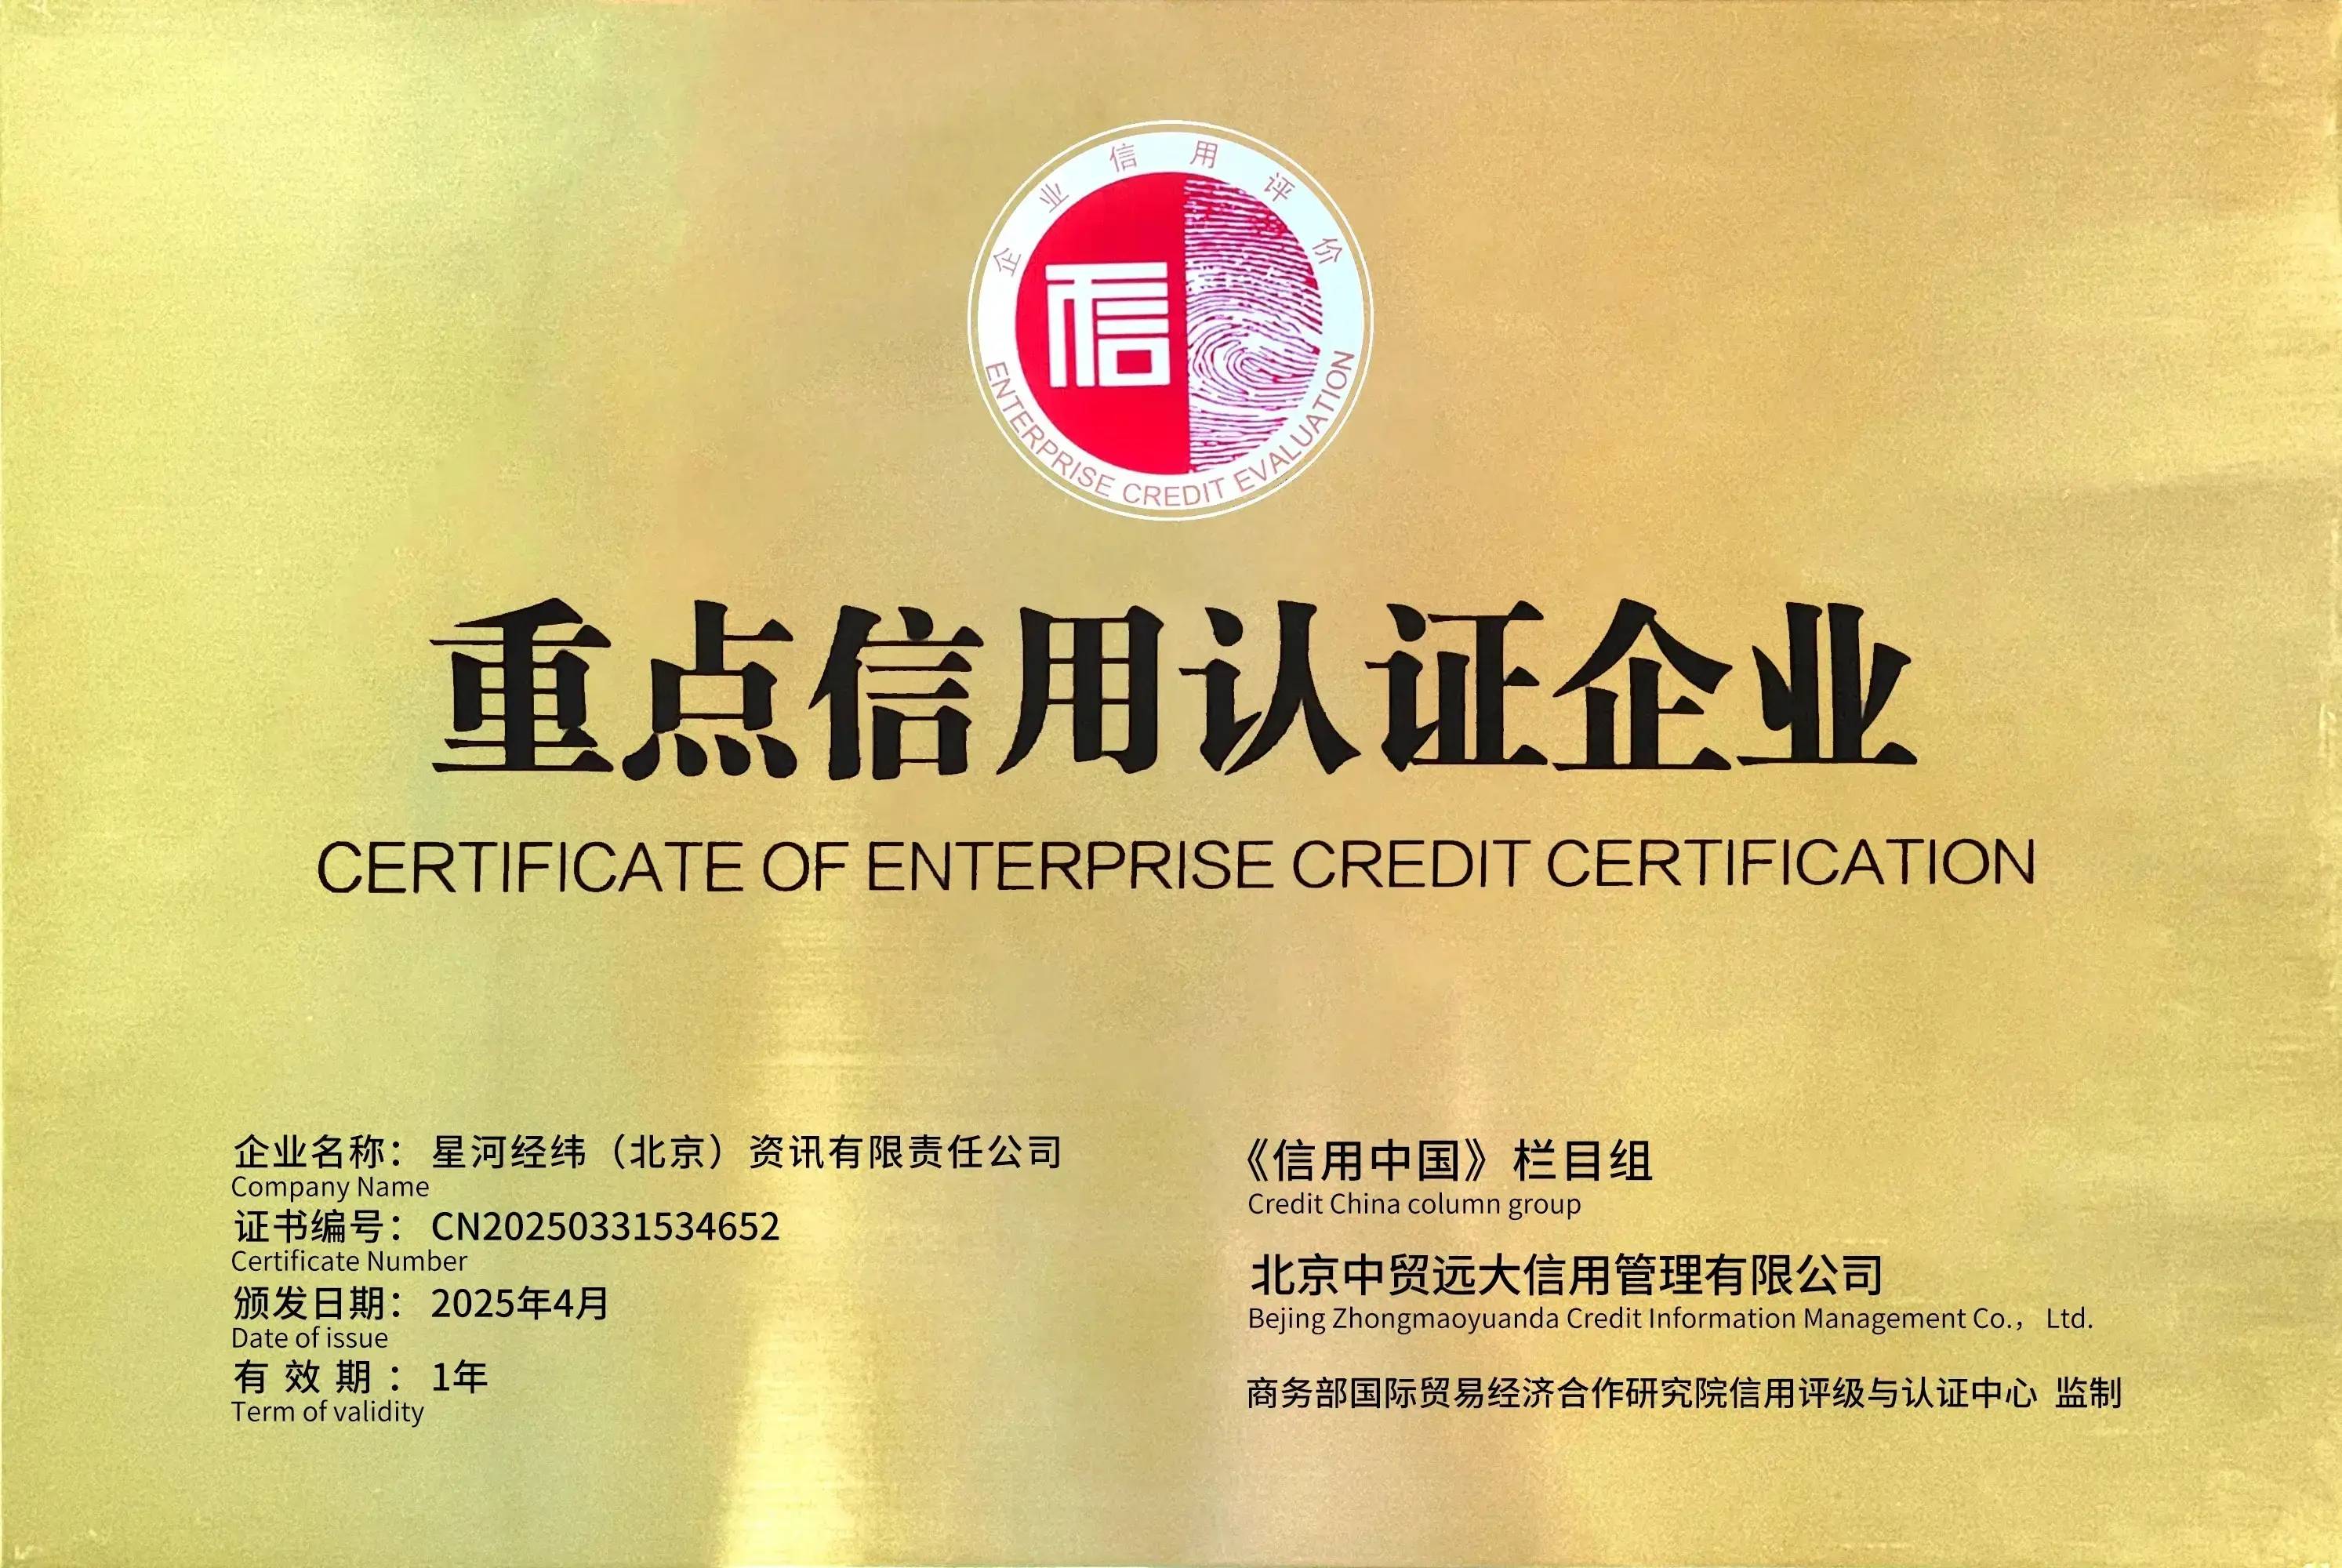 企业信用评价
ENTERPRISE CREDIT EVALUATION
信
重点信用认证企业
CERTIFICATE OF ENTERPRISE CREDIT CERTIFICATION
企业名称： 星河经纬（北京）资讯有限责任公司
Company Name
证书编号： CN20250331534652
Certificate Number
颁发日期： 2025年4月
Date of issue
有 效 期 ： 1年
Term of validity
《信用中国》栏目组
Credit China column group
北京中贸远大信用管理有限公司
Bejing Zhongmaoyuanda Credit Information Management Co.， Ltd.
商务部国际贸易经济合作研究院信用评级与认证中心 监制